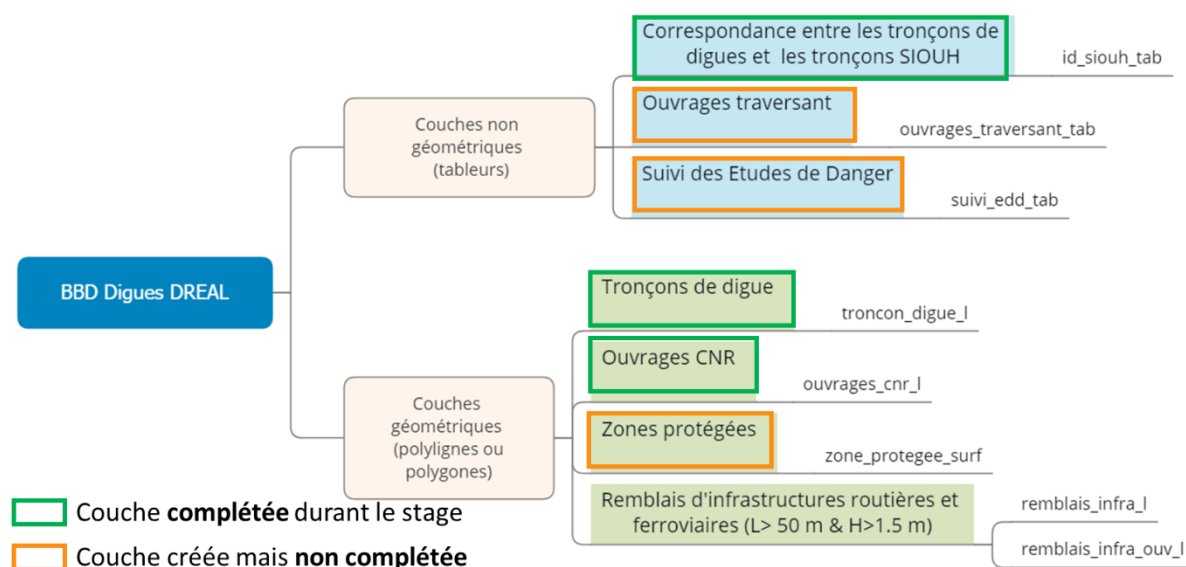 Correspondance entre les tronçons de
digues et les tronçons SIOUH
id_siouh_tab
Couches non
géométriques
(tableurs)
Ouvrages traversant
ouvrages_traversant_tab
Suivi des Etudes de Danger
suivi_edd_tab
BBD Digues DREAL
Tronçons de digue
troncon_digue_l
Ouvrages CNR
ouvrages_cnr_l
Couches
géométriques
(polylignes ou
polygones)
Zones protégées
zone_protegee_surf
Remblais d'infrastructures routières et
ferroviaires (L> 50 m & H>1.5 m)
remblais_infra_l
remblais_infra_ouv_l
Couche complétée durant le stage
Couche créée mais non complétée